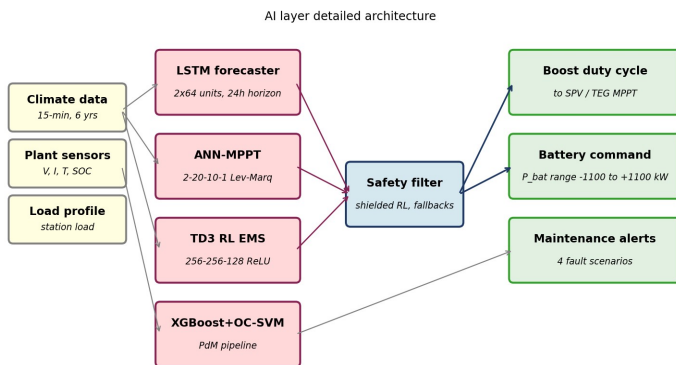 AI layer detailed architecture
Climate data
15-min, 6 yrs
Plant sensors
V, I, T, SOC
Load profile
station load
LSTM forecaster
2x64 units, 24h horizon
ANN-MPPT
2-20-10-1 Lev-Marq
TD3 RL EMS
256-256-128 ReLU
XGBoost+OC-SVM
PdM pipeline
Safety filter
shielded RL, fallbacks
Boost duty cycle
to SPV / TEG MPPT
Battery command
P_bat range -1100 to +1100 kW
Maintenance alerts
4 fault scenarios